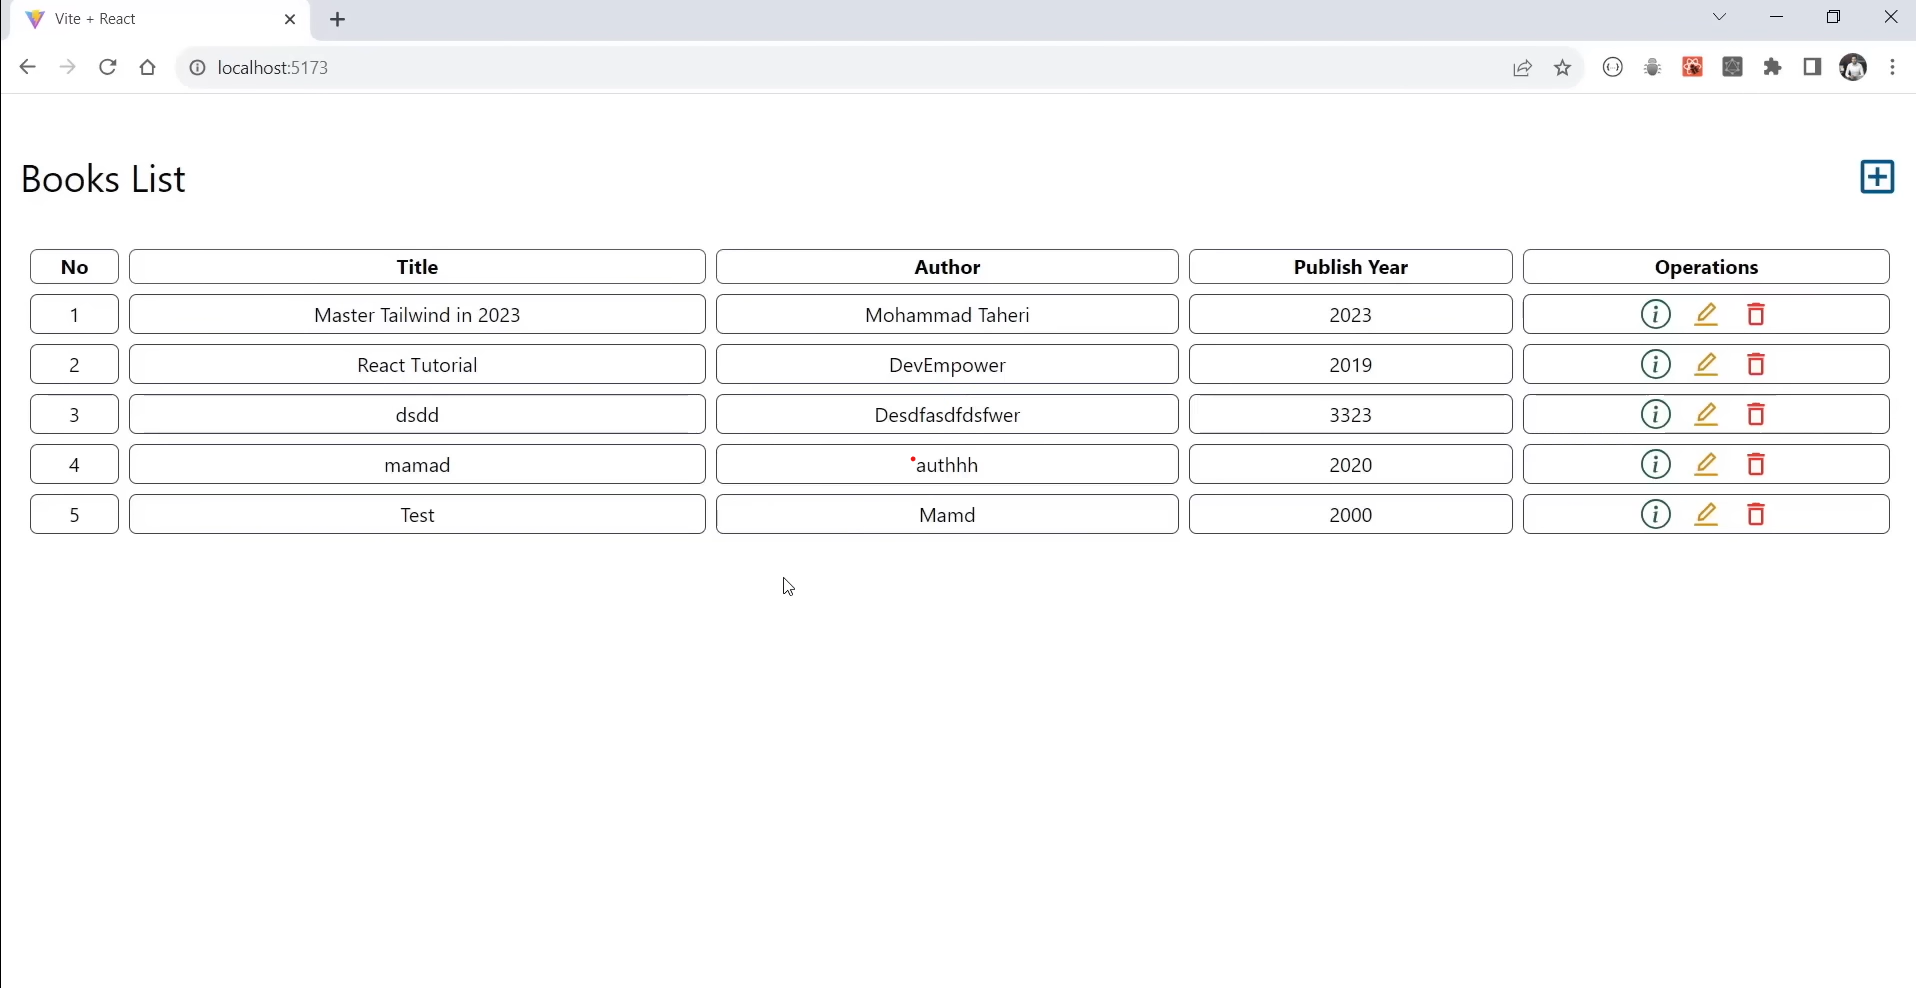 Vite + React
localhost:5173
Books List
No Title Author Publish Year Operations
1 Master Tailwind in 2023 Mohammad Taheri 2023
2 React Tutorial DevEmpower 2019
3 dsdd Desdfasdfdsfwer 3323
4 mamad authhh 2020
5 Test Mamd 2000